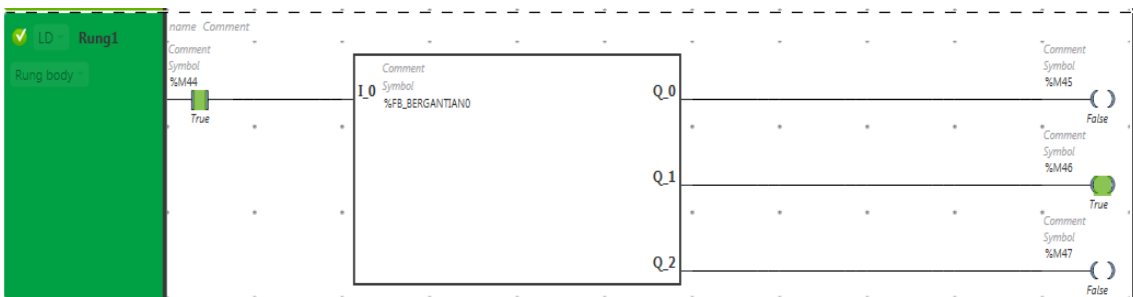 LD Rung1
Rung body
name Comment
Comment
Symbol
%M44
True
Comment
Symbol
%FB_BERGANTIAN0
I_0
Q_0
Q_1
Q_2
Comment
Symbol
%M45
False
Comment
Symbol
%M46
True
Comment
Symbol
%M47
False